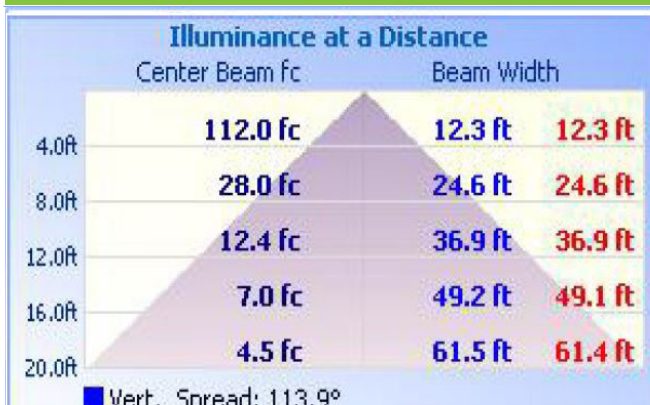 Illuminance at a Distance
Center Beam fc Beam Width
4.0ft 112.0 fc 12.3 ft 12.3 ft
8.0ft 28.0 fc 24.6 ft 24.6 ft
12.0ft 12.4 fc 36.9 ft 36.9 ft
16.0ft 7.0 fc 49.2 ft 49.1 ft
20.0ft 4.5 fc 61.5 ft 61.4 ft
Vert.. Spread: 113.9º